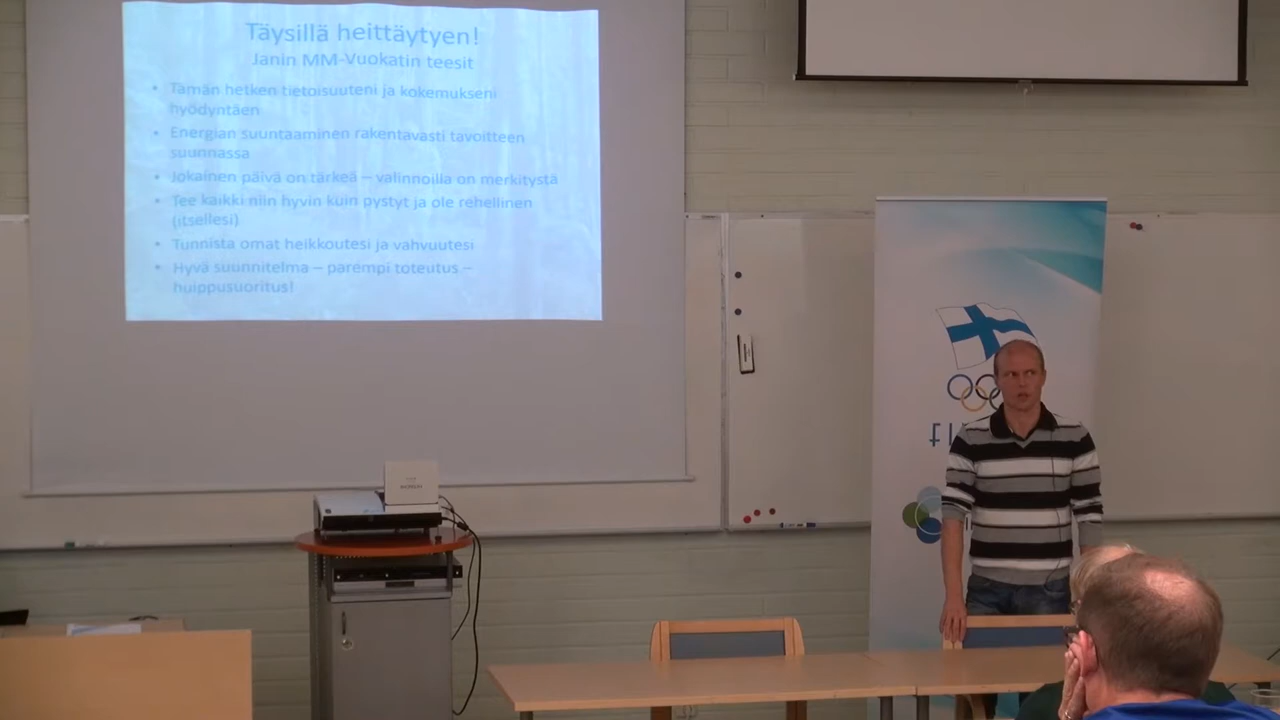 Täysillä heittäytyen!
Janin MM-Vuokatin teesit
• Tämän hetken tietoisuuteni ja kokemukseni
hyödyntäen
• Energian suuntaaminen rakentavasti tavoitteen
suunnassa
• Jokainen päivä on tärkeä – valinnoilla on merkitystä
• Tee kaikki niin hyvin kuin pystyt ja ole rehellinen
(itsellesi)
• Tunnista omat heikkoutesi ja vahvuutesi
• Hyvä suunnitelma – parempi toteutus –
huippusuoritus!